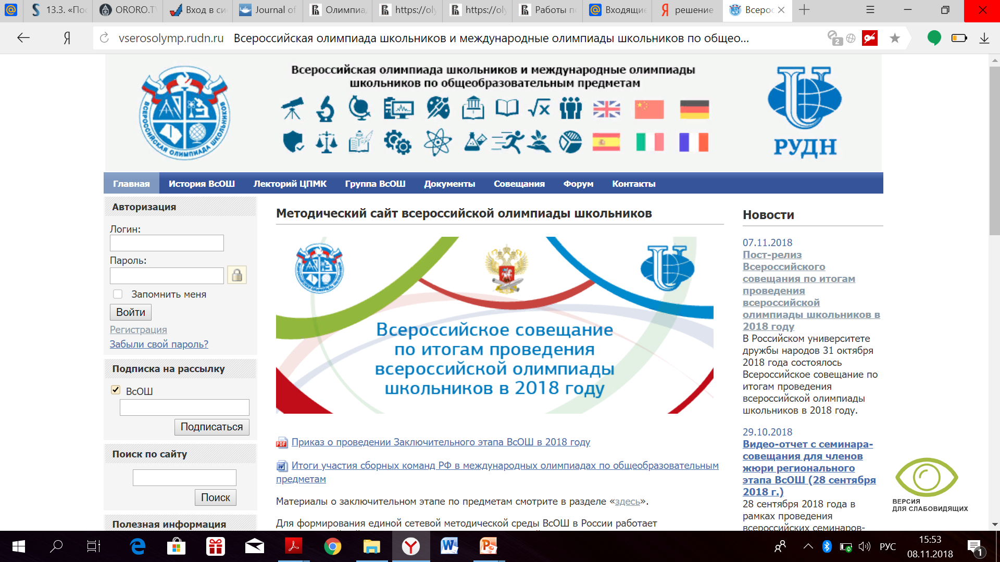 13.3. «Пос
ORORO.T
Вход в си
Journal of
Олимпиа
https://oly
https://oly
Работы п
Входящие
решение
Всерос
Я
vserosolymp.rudn.ru Всероссийская олимпиада школьников и международные олимпиады школьников по общео...
2
Всероссийская олимпиада школьников и международные олимпиады
школьников по общеобразовательным предметам
ВСЕРОССИЙСКАЯ ОЛИМПИАДА ШКОЛЬНИКОВ
РУДН
Главная История ВсОШ Лекторий ЦПМК Группа ВсОШ Документы Совещания Форум Контакты
Авторизация
Логин:
Пароль:
Запомнить меня
Войти
Регистрация
Забыли свой пароль?
Подписка на рассылку
ВсОШ
Подписаться
Поиск по сайту
Поиск
Полезная информация
Методический сайт всероссийской олимпиады школьников
Всероссийское совещание
по итогам проведения
всероссийской олимпиады
школьников в 2018 году
Приказ о проведении Заключительного этапа ВсОШ в 2018 году
Итоги участия сборных команд РФ в международных олимпиадах по общеобразовательным
предметам
Материалы о заключительном этапе по предметам смотрите в разделе «здесь».
Для формирования единой сетевой методической среды ВсОШ в России работает
Новости
07.11.2018
Пост-релиз
Всероссийского
совещания по итогам
проведения
всероссийской
олимпиады школьников в
2018 году
В Российском университете
дружбы народов 31 октября
2018 года состоялось
Всероссийское совещание по
итогам проведения
всероссийской олимпиады
школьников в 2018 году.
29.10.2018
Видео-отчет с семинара-
совещания для членов
жюри регионального
этапа ВсОШ (28 сентября
2018 г.)
28 сентября 2018 года в
рамках проведения
всероссийских семинаров-
ВЕРСИЯ
ДЛЯ СЛАБОВИДЯЩИХ
РУС
15:53
08.11.2018
1